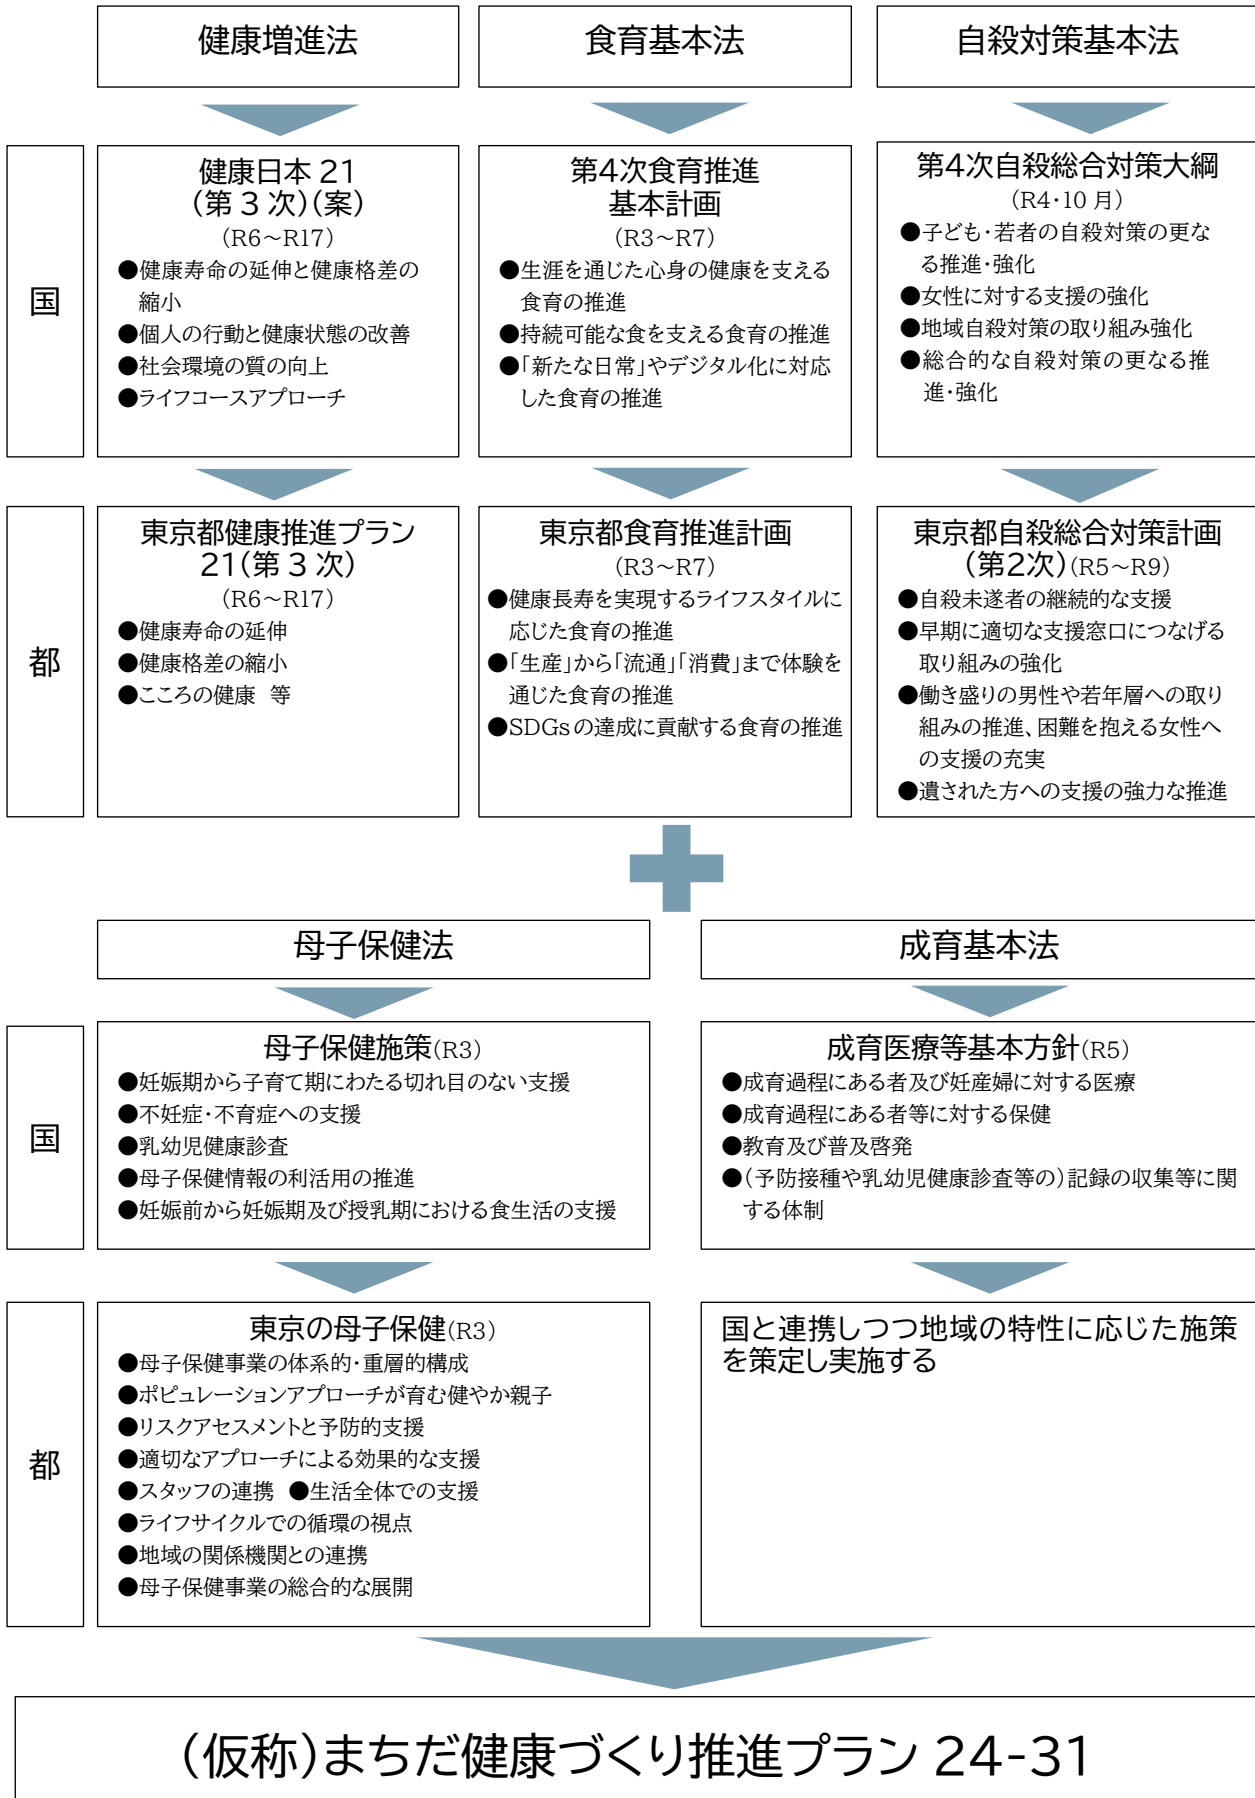 健康増進法
食育基本法
自殺対策基本法
国
健康日本 21
(第 3 次)(案)
(R6～R17)
●健康寿命の延伸と健康格差の
縮小
●個人の行動と健康状態の改善
●社会環境の質の向上
●ライフコースアプローチ
第4次食育推進
基本計画
(R3～R7)
●生涯を通じた心身の健康を支える
食育の推進
●持続可能な食を支える食育の推進
●「新たな日常」やデジタル化に対応
した食育の推進
第4次自殺総合対策大綱
(R4・10 月)
●子ども・若者の自殺対策の更な
る推進・強化
●女性に対する支援の強化
●地域自殺対策の取り組み強化
●総合的な自殺対策の更なる推
進・強化
都
東京都健康推進プラン
21(第 3 次)
(R6～R17)
●健康寿命の延伸
●健康格差の縮小
●こころの健康 等
東京都食育推進計画
(R3～R7)
●健康長寿を実現するライフスタイルに
応じた食育の推進
●「生産」から「流通」「消費」まで体験を
通じた食育の推進
●SDGsの達成に貢献する食育の推進
東京都自殺総合対策計画
(第2次)(R5～R9)
●自殺未遂者の継続的な支援
●早期に適切な支援窓口につなげる
取り組みの強化
●働き盛りの男性や若年層への取り
組みの推進、困難を抱える女性へ
の支援の充実
●遺された方への支援の強力な推進
母子保健法
成育基本法
国
母子保健施策(R3)
●妊娠期から子育て期にわたる切れ目のない支援
●不妊症・不育症への支援
●乳幼児健康診査
●母子保健情報の利活用の推進
●妊娠前から妊娠期及び授乳期における食生活の支援
成育医療等基本方針(R5)
●成育過程にある者及び妊産婦に対する医療
●成育過程にある者等に対する保健
●教育及び普及啓発
●(予防接種や乳幼児健康診査等の)記録の収集等に関
する体制
都
東京の母子保健(R3)
●母子保健事業の体系的・重層的構成
●ポピュレーションアプローチが育む健やか親子
●リスクアセスメントと予防的支援
●適切なアプローチによる効果的な支援
●スタッフの連携 ●生活全体での支援
●ライフサイクルでの循環の視点
●地域の関係機関との連携
●母子保健事業の総合的な展開
国と連携しつつ地域の特性に応じた施策
を策定し実施する
(仮称)まちだ健康づくり推進プラン 24-31